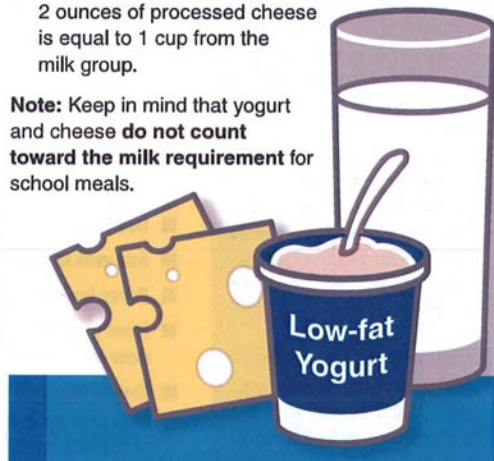 2 ounces of processed cheese
is equal to 1 cup from the
milk group.
Note: Keep in mind that yogurt
and cheese do not count
toward the milk requirement for
school meals.
Low-fat
Yogurt